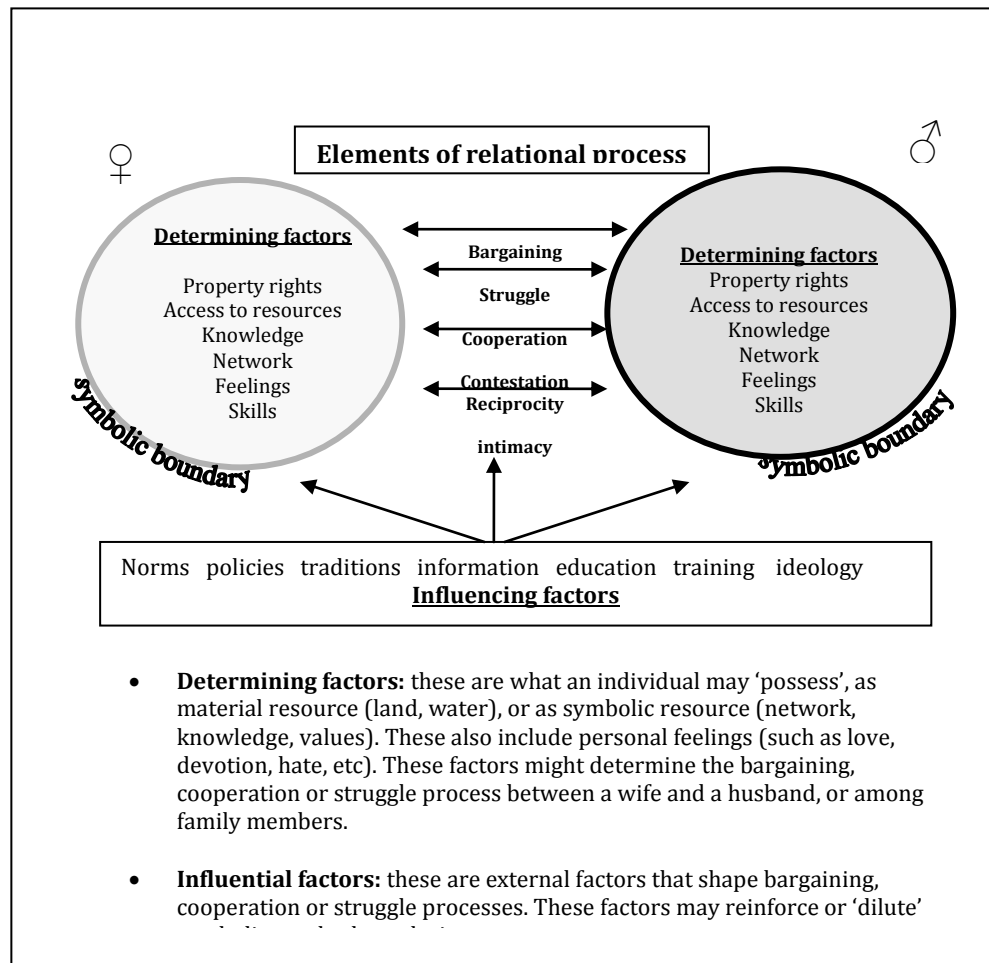 ♀
♂
Elements of relational process
Determining factors
Property rights
Access to resources
Knowledge
Network
Feelings
Skills
symbolic boundary
Bargaining
Struggle
Cooperation
Contestation
Reciprocity
intimacy
Determining factors
Property rights
Access to resources
Knowledge
Network
Feelings
Skills
symbolic boundary
Norms policies traditions information education training ideology
Influencing factors
• Determining factors: these are what an individual may ‘possess’, as
material resource (land, water), or as symbolic resource (network,
knowledge, values). These also include personal feelings (such as love,
devotion, hate, etc). These factors might determine the bargaining,
cooperation or struggle process between a wife and a husband, or among
family members.
• Influential factors: these are external factors that shape bargaining,
cooperation or struggle processes. These factors may reinforce or ‘dilute’